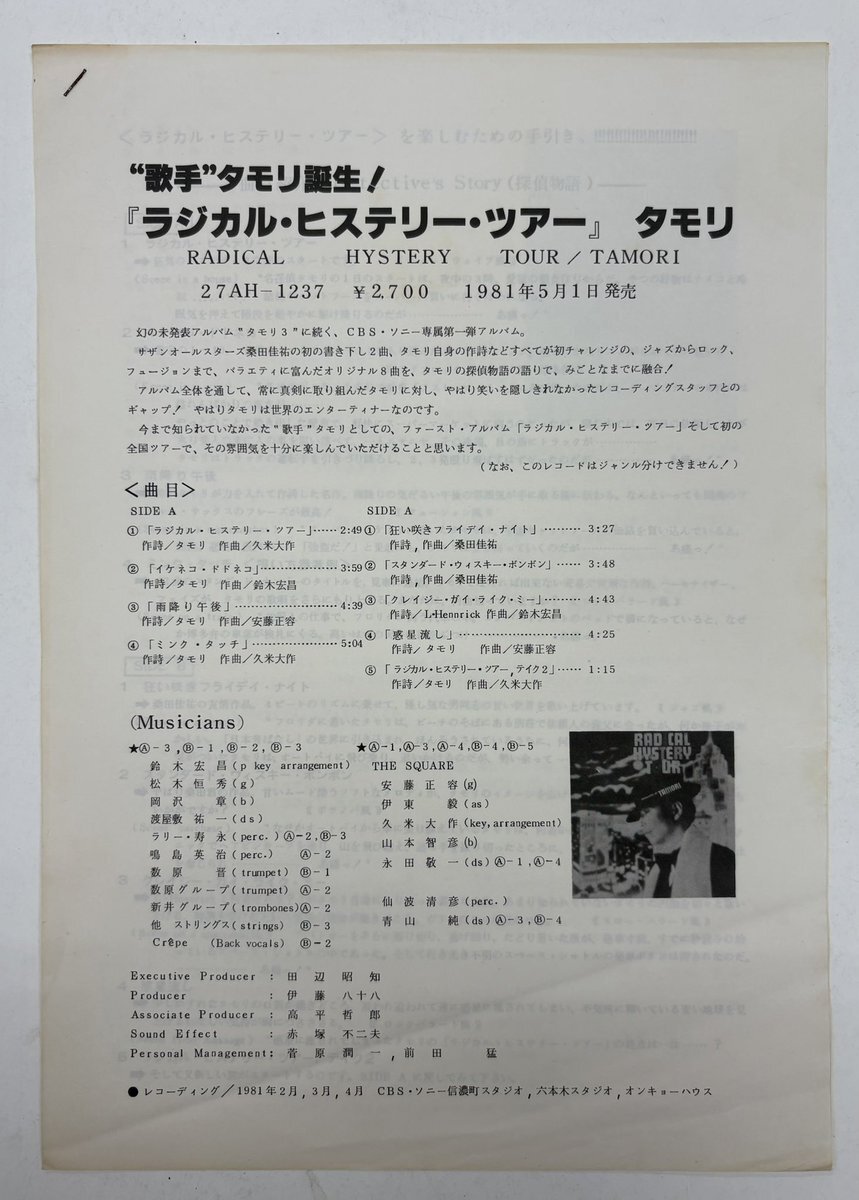 “歌手”タモリ誕生!
『ラジカル・ヒステリー・ツアー』 タモリ
RADICAL HYSTERY TOUR / TAMORI
27AH-1237 ¥2,700 1981年5月1日発売
幻の未発表アルバム“タモリ3”に続く、CBS・ソニー専属第一弾アルバム。
サザンオールスターズ桑田佳祐の初の書き下し2曲、タモリ自身の作詩などすべてが初チャレンジの、ジャズからロック、
フュージョンまで、バラエティに富んだオリジナル8曲を、タモリの探偵物語の語りで、みごとなまでに融合!
アルバム全体を通して、常に真剣に取り組んだタモリに対し、やはり笑いを隠しきれなかったレコーディングスタッフとの
ギャップ! やはりタモリは世界のエンターティナーなのです。
今まで知られていなかった“歌手”タモリとしての、ファースト・アルバム「ラジカル・ヒステリー・ツアー」そして初の
全国ツアーで、その雰囲気を十分に楽しんでいただけることと思います。
(なお、このレコードはジャンル分けできません!)
<曲目>
SIDE A
① 「ラジカル・ヒステリー・ツアー」…… 2:49
作詩/タモリ 作曲/久米大作
② 「イケネコ・ドドネコ」………………… 3:59
作詩/タモリ 作曲/鈴木宏昌
③ 「雨降り午後」………………………… 4:39
作詩/タモリ 作曲/安藤正容
④ 「ミンク・タッチ」…………………… 5:04
作詩/タモリ 作曲/久米大作
SIDE A
① 「狂い咲きフライデイ・ナイト」……… 3:27
作詩,作曲/桑田佳祐
② 「スタンダード・ウィスキー・ボンボン」… 3:48
作詩,作曲/桑田佳祐
③ 「クレイジー・ガイ・ライク・ミー」…… 4:43
作詩/L・Hennrick 作曲/鈴木宏昌
④ 「惑星流し」…………………………… 4:25
作詩/タモリ 作曲/安藤正容
⑤ 「ラジカル・ヒステリー・ツアー,テイク2」…… 1:15
作詩/タモリ 作曲/久米大作
(Musicians)
★Ⓐ-3,Ⓑ-1,Ⓑ-2,Ⓑ-3
鈴木宏昌(p key arrangement)
松木恒秀(g)
岡沢 章(b)
渡屋敷祐一(ds)
ラリー・寿永(perc.)Ⓐ-2,Ⓑ-3
鳴島英治(perc.) Ⓐ-2
数原 晋(trumpet) Ⓑ-1
数原グループ(trumpet) Ⓐ-2
新井グループ(trombones)Ⓐ-2
他 ストリングス(strings) Ⓑ-3
Crêpe (Back vocals) Ⓑ-2
★Ⓐ-1,Ⓐ-3,Ⓐ-4,Ⓑ-4,Ⓑ-5
THE SQUARE
安藤正容(g)
伊東 毅(as)
久米大作(key,arrangement)
山本智彦(b)
永田敬一(ds)Ⓐ-1,Ⓐ-4
仙波清彦(perc.)
青山 純(ds)Ⓐ-3,Ⓑ-4
RAD CAL
HYSTERY
T UR
TAMORI
Executive Producer : 田辺昭知
Producer : 伊藤八十八
Associate Producer : 高平哲郎
Sound Effect : 赤塚不二夫
Personal Management: 菅原潤一,前田 猛
●レコーディング/1981年2月,3月,4月 CBS・ソニー信濃町スタジオ,六本木スタジオ,オンキョーハウス